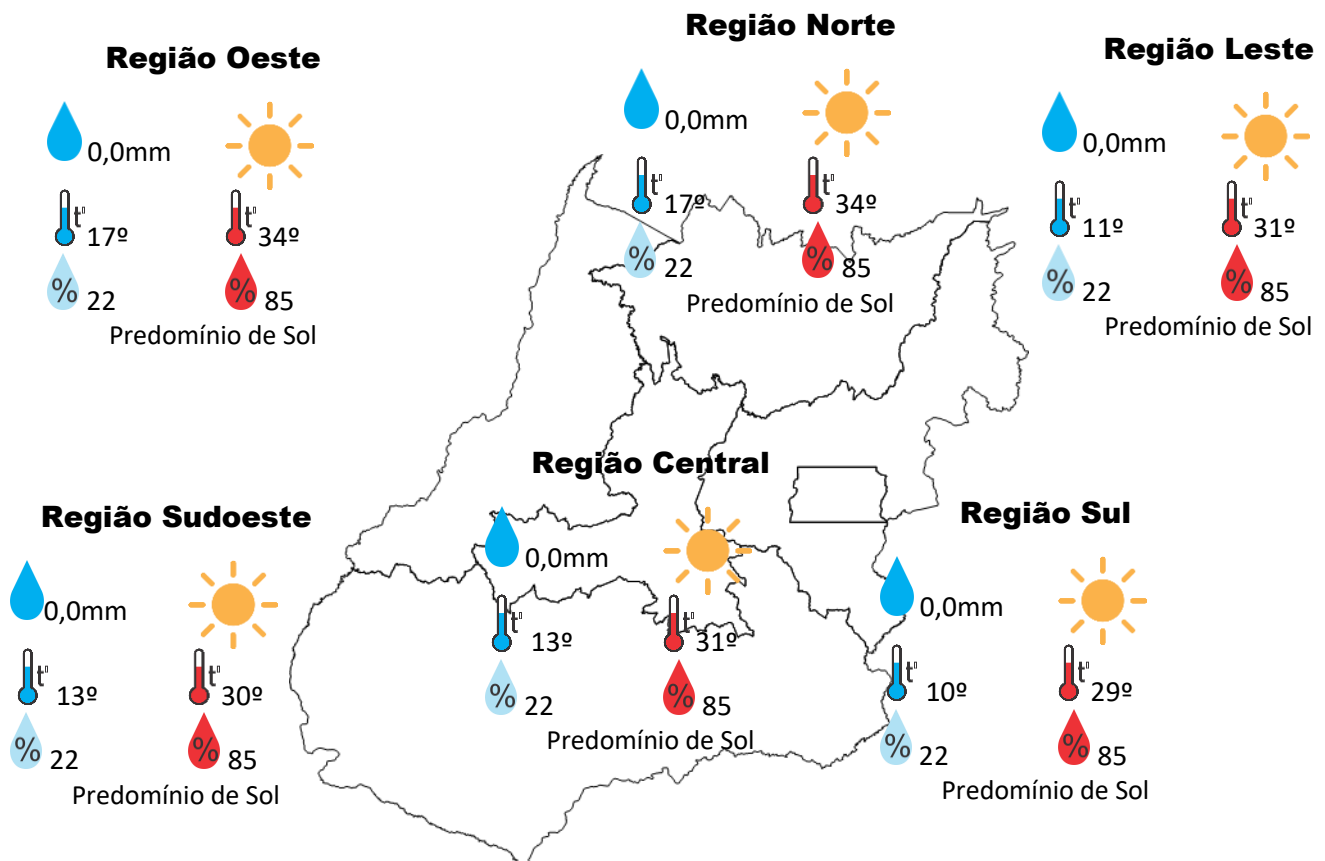 Região Norte
0,0mm
t° 17º
t° 34º
% 22
% 85
Predomínio de Sol
Região Oeste
0,0mm
t° 17º
t° 34º
% 22
% 85
Predomínio de Sol
Região Leste
0,0mm
t° 11º
t° 31º
% 22
% 85
Predomínio de Sol
Região Central
0,0mm
t° 13º
t° 31º
% 22
% 85
Predomínio de Sol
Região Sudoeste
0,0mm
t° 13º
t° 30º
% 22
% 85
Predomínio de Sol
Região Sul
0,0mm
t° 10º
t° 29º
% 22
% 85
Predomínio de Sol